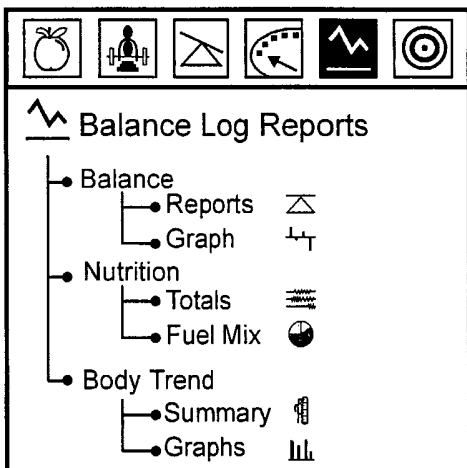 Balance Log Reports
Balance
Reports
Graph
Nutrition
Totals
Fuel Mix
Body Trend
Summary
Graphs